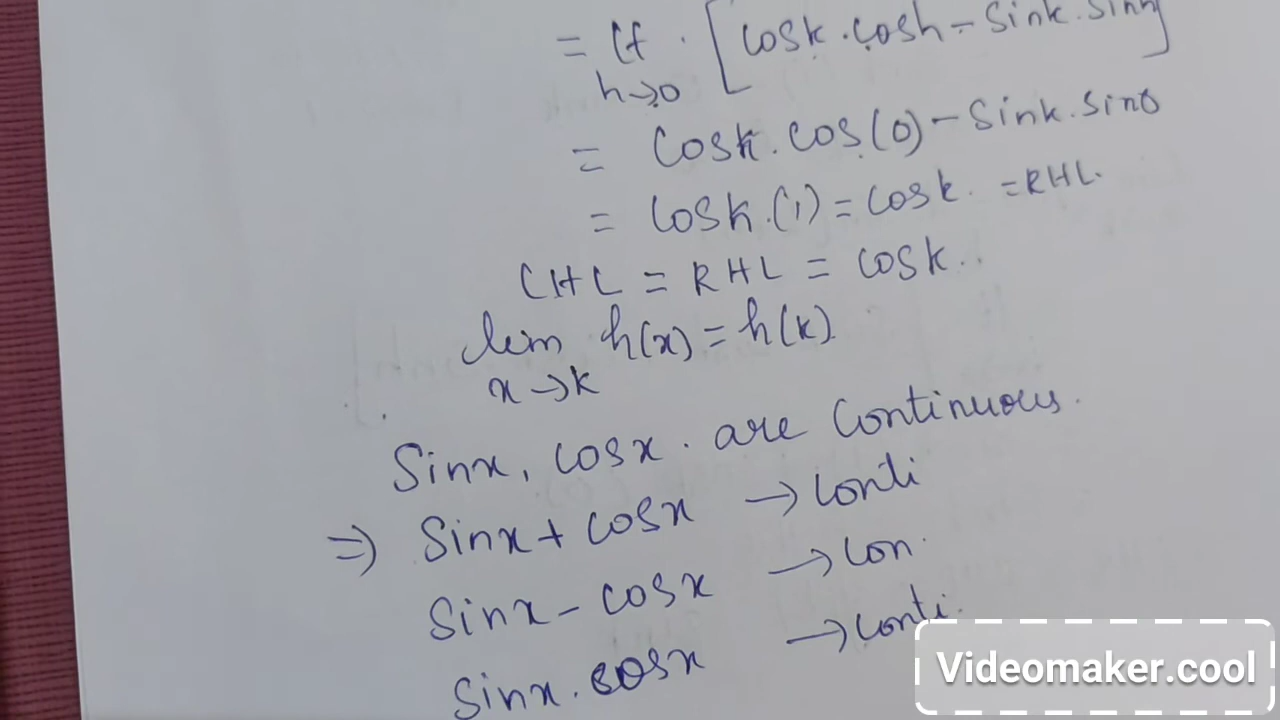 = Lt . [cosk.cosh - sink.sinh]
h→0
= cosk.cos(0) - sink.sin0
= cosk.(1) = cosk. = RHL.
LHL = RHL = cosk..
lim h(x) = h(k).
x→k
Sinx, cosx. are continuous.
⇒ Sinx + cosx → conti
Sinx - cosx → con.
Sinx.cosx → conti.
Videomaker.cool